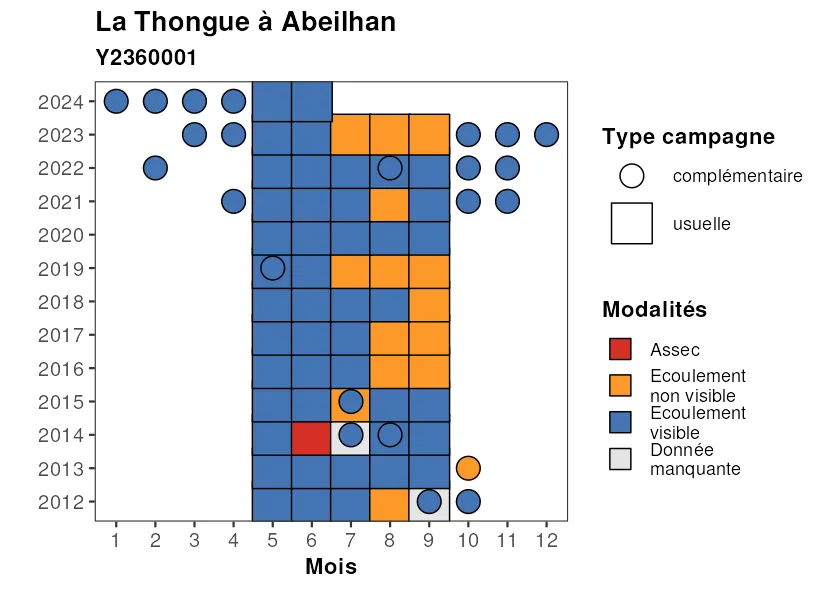 La Thongue à Abeilhan
Y2360001
2024
2023
2022
2021
2020
2019
2018
2017
2016
2015
2014
2013
2012
1 2 3 4 5 6 7 8 9 10 11 12
Mois
Type campagne
complémentaire
usuelle
Modalités
Assec
Ecoulement
non visible
Ecoulement
visible
Donnée
manquante